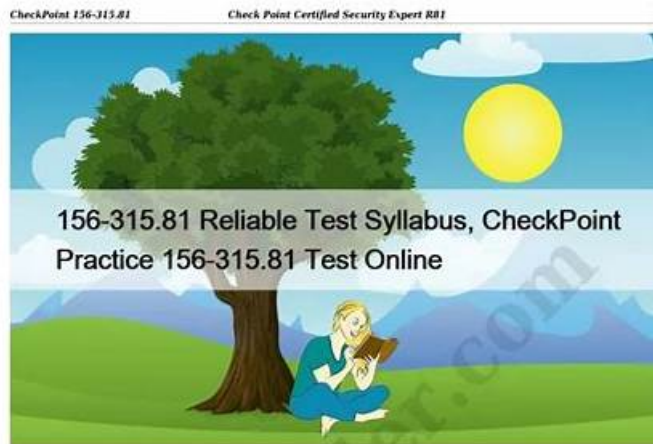 CheckPoint 156-315.81 Check Point Certified Security Expert R81
156-315.81 Reliable Test Syllabus, CheckPoint
Practice 156-315.81 Test Online